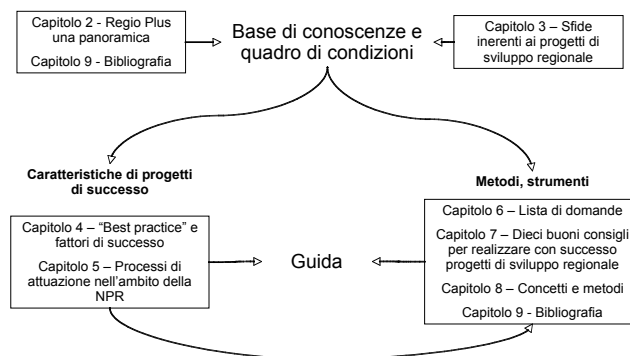 Capitolo 2 - Regio Plus
una panoramica
Capitolo 9 - Bibliografia
Base di conoscenze e
quadro di condizioni
Capitolo 3 – Sfide
inerenti ai progetti di
sviluppo regionale
Caratteristiche di progetti
di successo
Metodi, strumenti
Capitolo 4 – “Best practice” e
fattori di successo
Capitolo 5 – Processi di
attuazione nell’ambito della
NPR
Guida
Capitolo 6 – Lista di domande
Capitolo 7 – Dieci buoni consigli
per realizzare con successo
progetti di sviluppo regionale
Capitolo 8 – Concetti e metodi
Capitolo 9 - Bibliografia